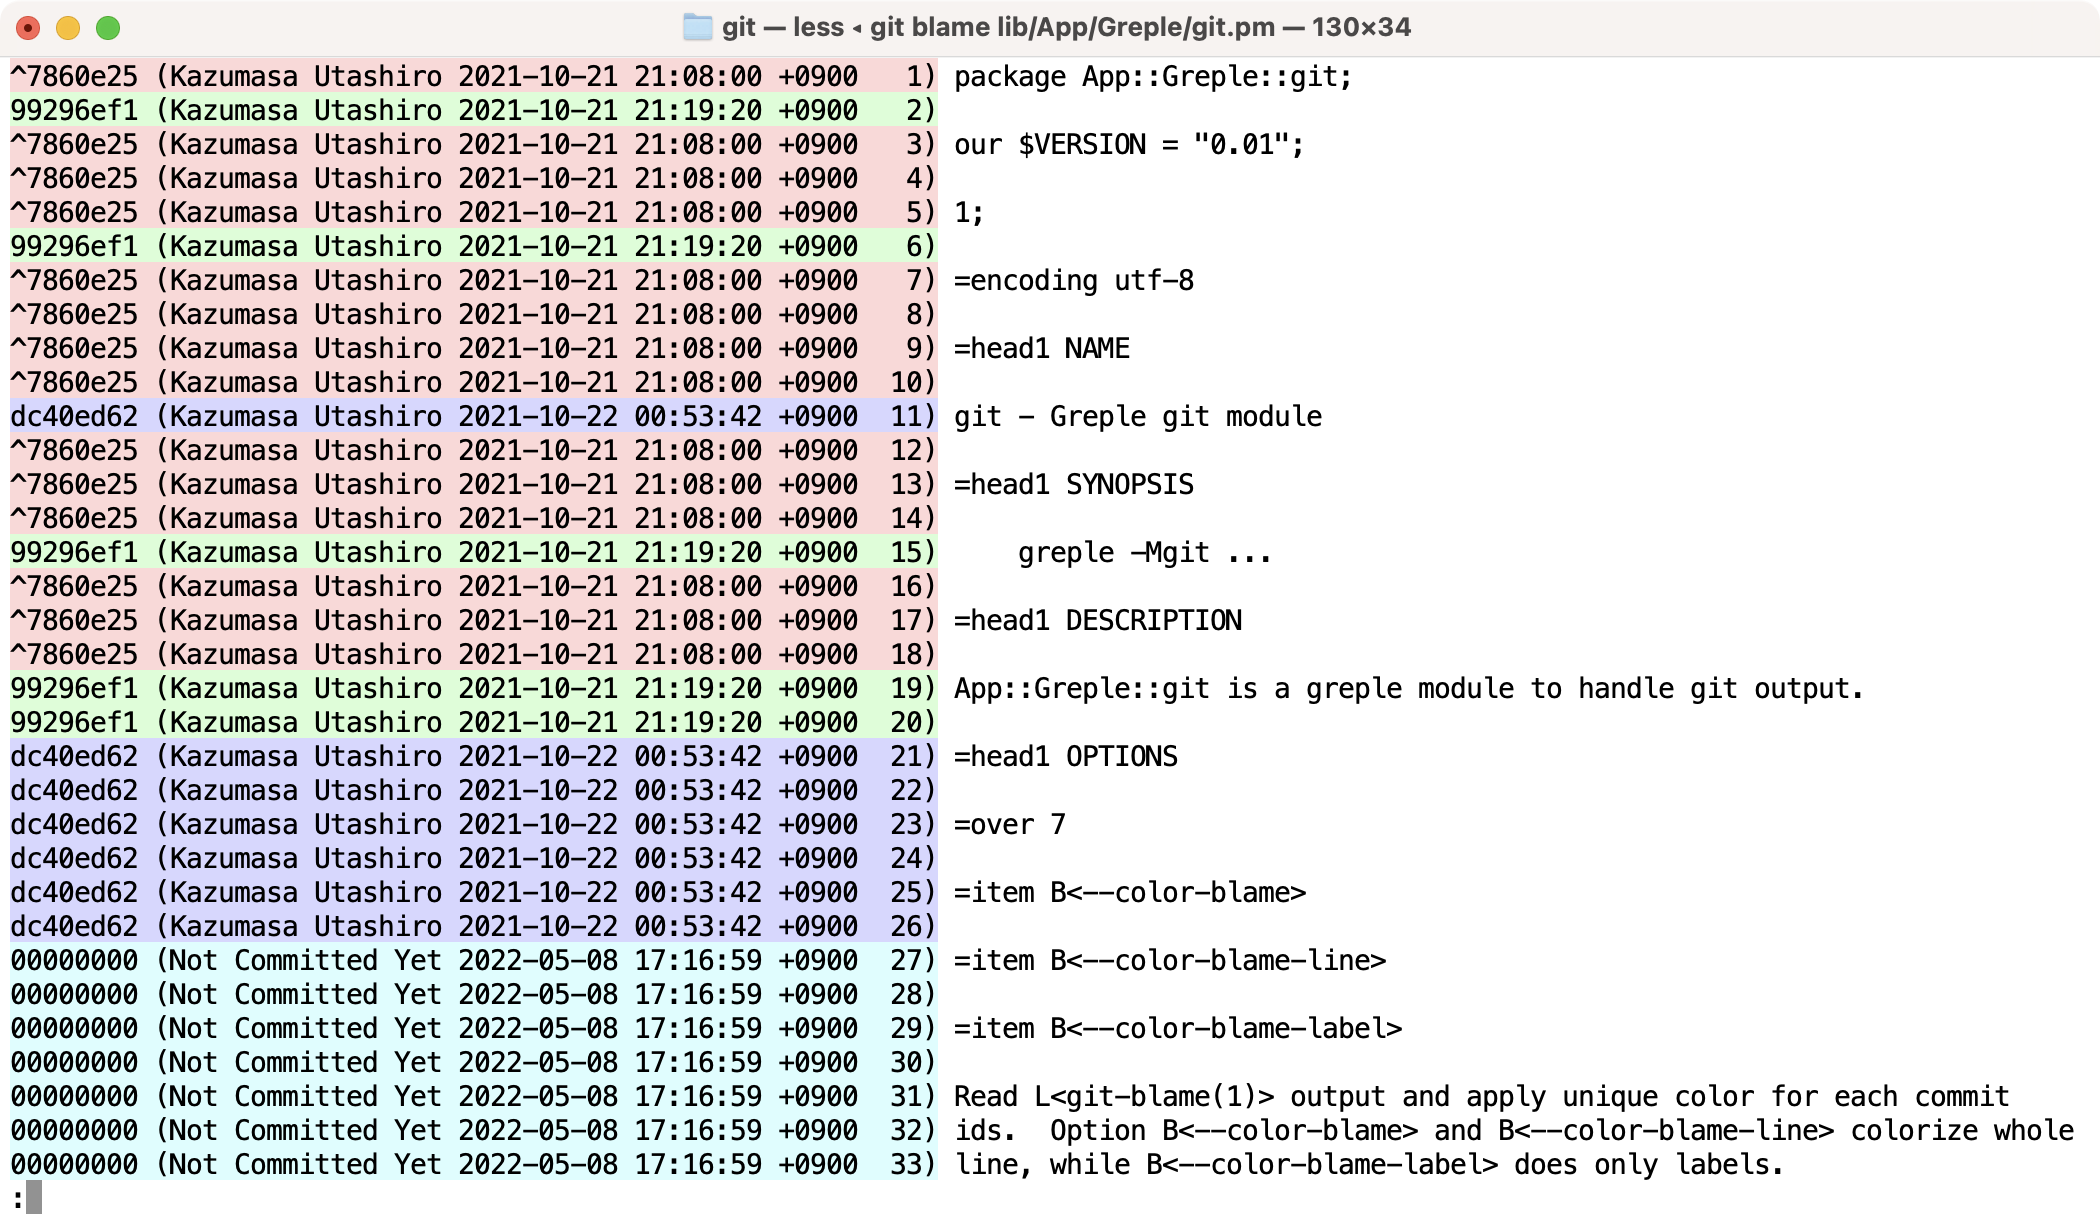 git — less ◂ git blame lib/App/Greple/git.pm — 130×34
^7860e25 (Kazumasa Utashiro 2021-10-21 21:08:00 +0900   1) package App::Greple::git;
99296ef1 (Kazumasa Utashiro 2021-10-21 21:19:20 +0900   2)
^7860e25 (Kazumasa Utashiro 2021-10-21 21:08:00 +0900   3) our $VERSION = "0.01";
^7860e25 (Kazumasa Utashiro 2021-10-21 21:08:00 +0900   4)
^7860e25 (Kazumasa Utashiro 2021-10-21 21:08:00 +0900   5) 1;
99296ef1 (Kazumasa Utashiro 2021-10-21 21:19:20 +0900   6)
^7860e25 (Kazumasa Utashiro 2021-10-21 21:08:00 +0900   7) =encoding utf-8
^7860e25 (Kazumasa Utashiro 2021-10-21 21:08:00 +0900   8)
^7860e25 (Kazumasa Utashiro 2021-10-21 21:08:00 +0900   9) =head1 NAME
^7860e25 (Kazumasa Utashiro 2021-10-21 21:08:00 +0900  10)
dc40ed62 (Kazumasa Utashiro 2021-10-22 00:53:42 +0900  11) git - Greple git module
^7860e25 (Kazumasa Utashiro 2021-10-21 21:08:00 +0900  12)
^7860e25 (Kazumasa Utashiro 2021-10-21 21:08:00 +0900  13) =head1 SYNOPSIS
^7860e25 (Kazumasa Utashiro 2021-10-21 21:08:00 +0900  14)
99296ef1 (Kazumasa Utashiro 2021-10-21 21:19:20 +0900  15)     greple -Mgit ...
^7860e25 (Kazumasa Utashiro 2021-10-21 21:08:00 +0900  16)
^7860e25 (Kazumasa Utashiro 2021-10-21 21:08:00 +0900  17) =head1 DESCRIPTION
^7860e25 (Kazumasa Utashiro 2021-10-21 21:08:00 +0900  18)
99296ef1 (Kazumasa Utashiro 2021-10-21 21:19:20 +0900  19) App::Greple::git is a greple module to handle git output.
99296ef1 (Kazumasa Utashiro 2021-10-21 21:19:20 +0900  20)
dc40ed62 (Kazumasa Utashiro 2021-10-22 00:53:42 +0900  21) =head1 OPTIONS
dc40ed62 (Kazumasa Utashiro 2021-10-22 00:53:42 +0900  22)
dc40ed62 (Kazumasa Utashiro 2021-10-22 00:53:42 +0900  23) =over 7
dc40ed62 (Kazumasa Utashiro 2021-10-22 00:53:42 +0900  24)
dc40ed62 (Kazumasa Utashiro 2021-10-22 00:53:42 +0900  25) =item B<--color-blame>
dc40ed62 (Kazumasa Utashiro 2021-10-22 00:53:42 +0900  26)
00000000 (Not Committed Yet 2022-05-08 17:16:59 +0900  27) =item B<--color-blame-line>
00000000 (Not Committed Yet 2022-05-08 17:16:59 +0900  28)
00000000 (Not Committed Yet 2022-05-08 17:16:59 +0900  29) =item B<--color-blame-label>
00000000 (Not Committed Yet 2022-05-08 17:16:59 +0900  30)
00000000 (Not Committed Yet 2022-05-08 17:16:59 +0900  31) Read L<git-blame(1)> output and apply unique color for each commit
00000000 (Not Committed Yet 2022-05-08 17:16:59 +0900  32) ids.  Option B<--color-blame> and B<--color-blame-line> colorize whole
00000000 (Not Committed Yet 2022-05-08 17:16:59 +0900  33) line, while B<--color-blame-label> does only labels.
: